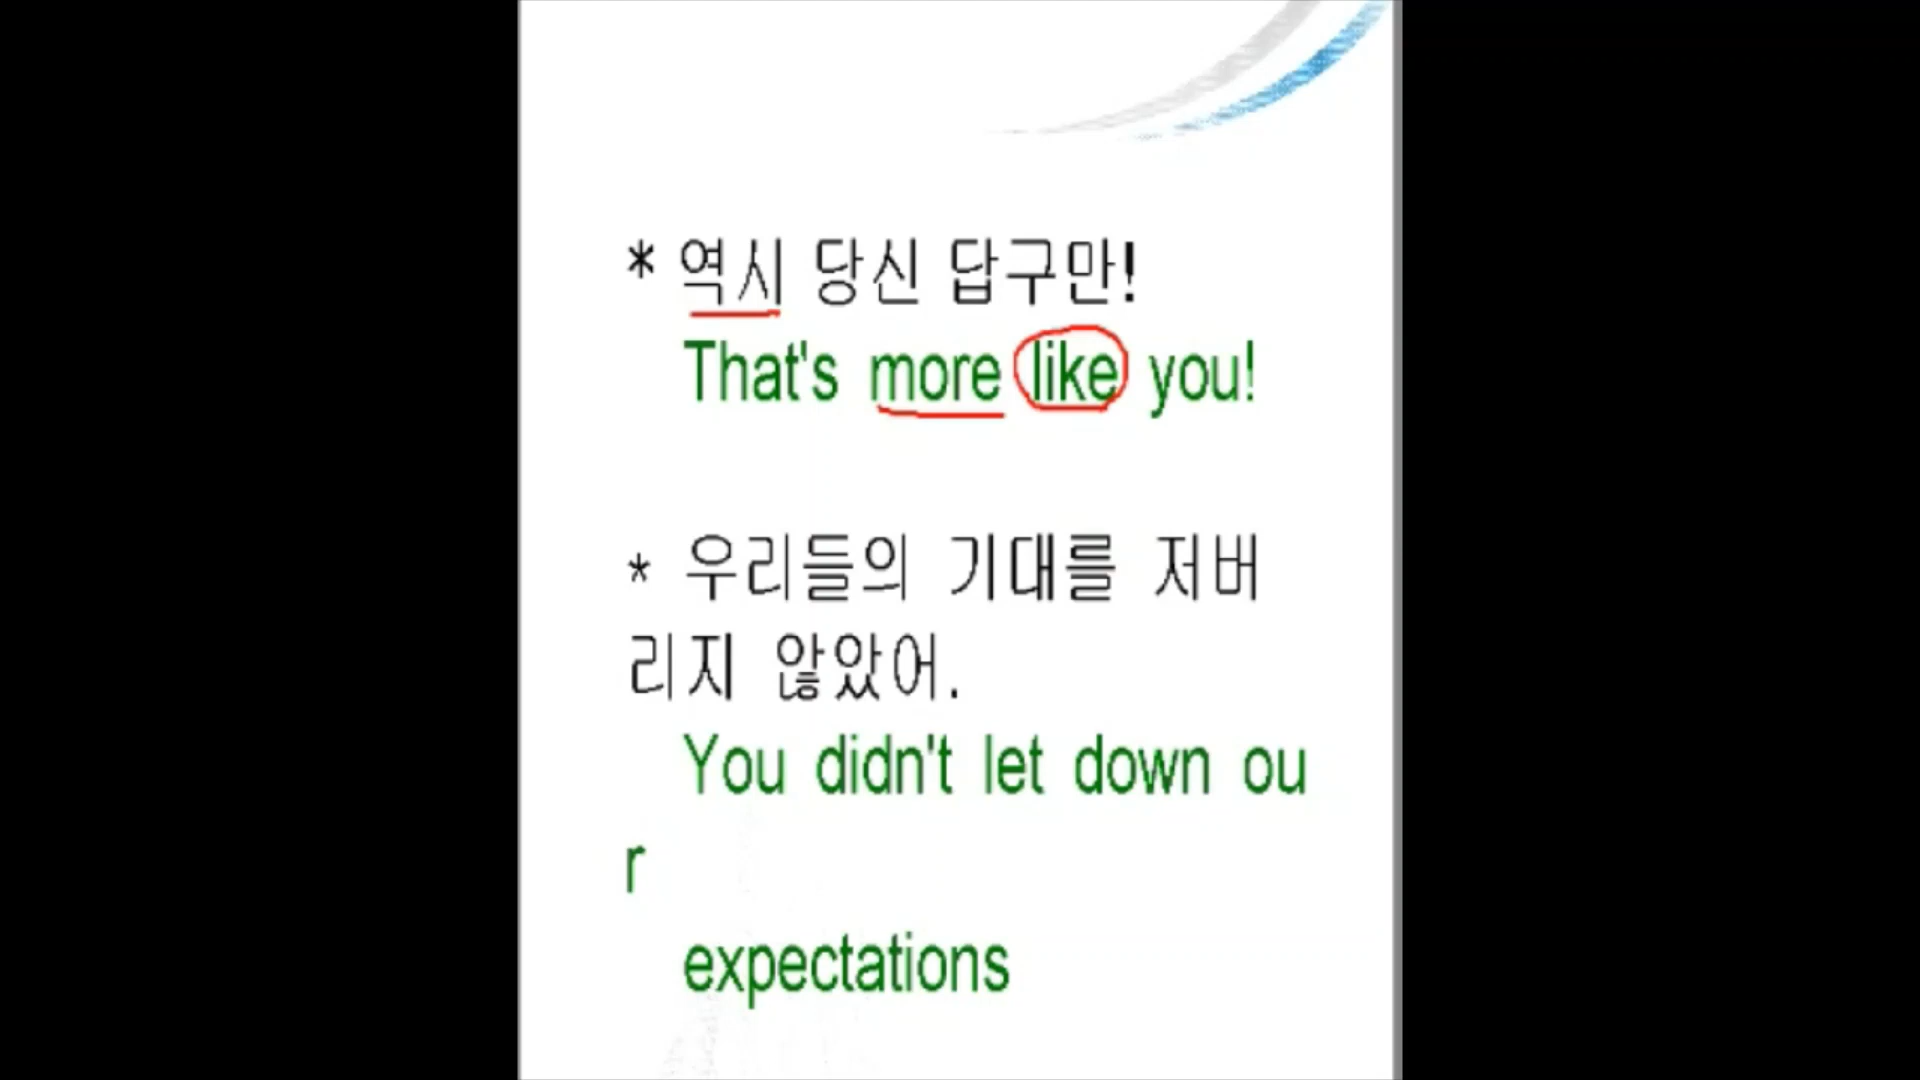 * 역시 당신 답구만!
That's more like you!
* 우리들의 기대를 저버
리지 않았어.
You didn't let down ou
r
expectations